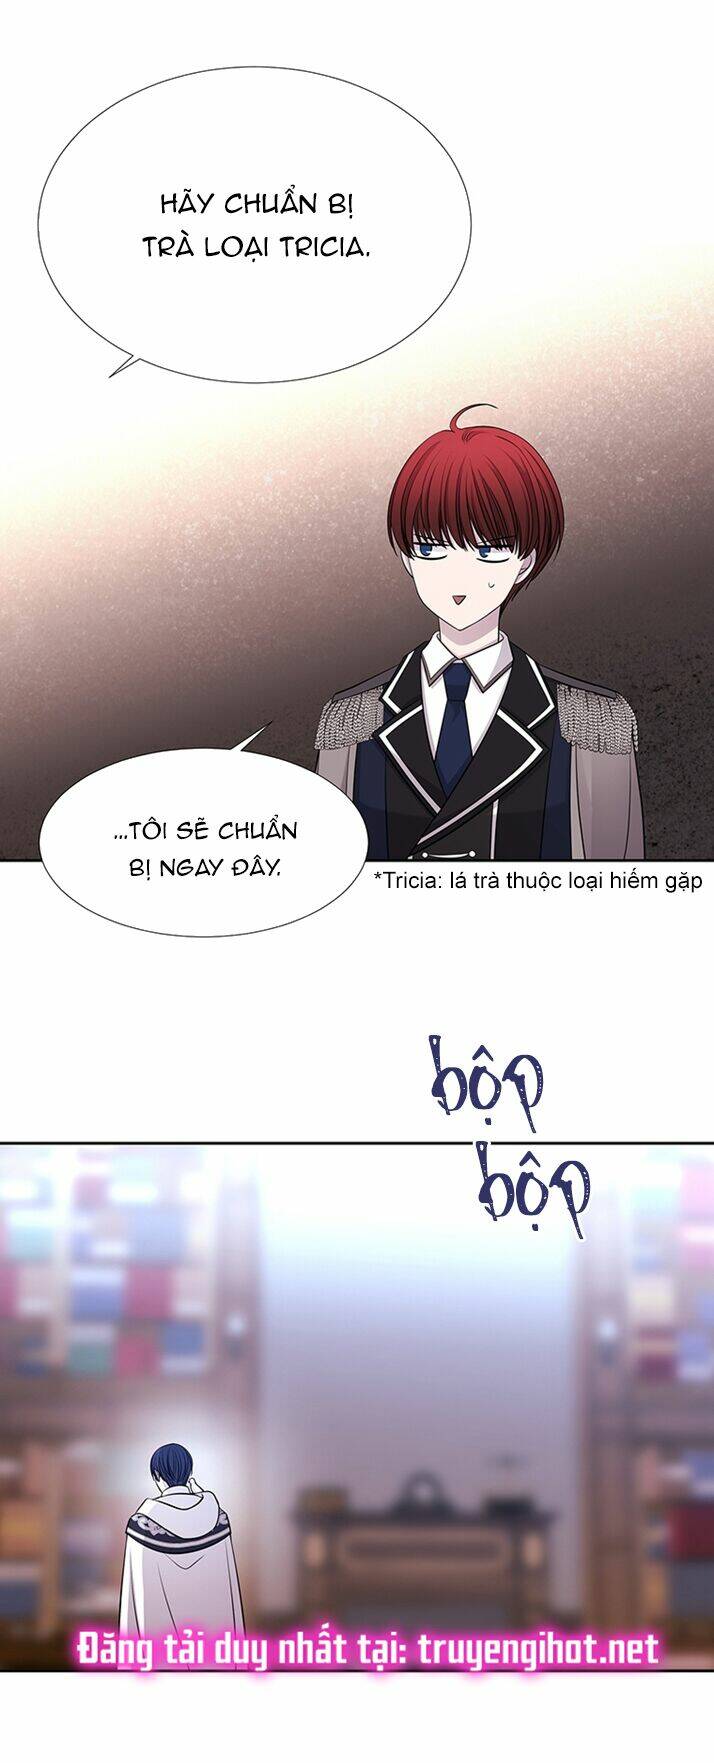 HÃY CHUẨN BỊ
TRÀ LOẠI TRICIA.
...TÔI SẼ CHUẨN
BỊ NGAY ĐÂY.
*Tricia: lá trà thuộc loại hiếm gặp
bộp
bộp
Đăng tải duy nhất tại: truyengihot.net